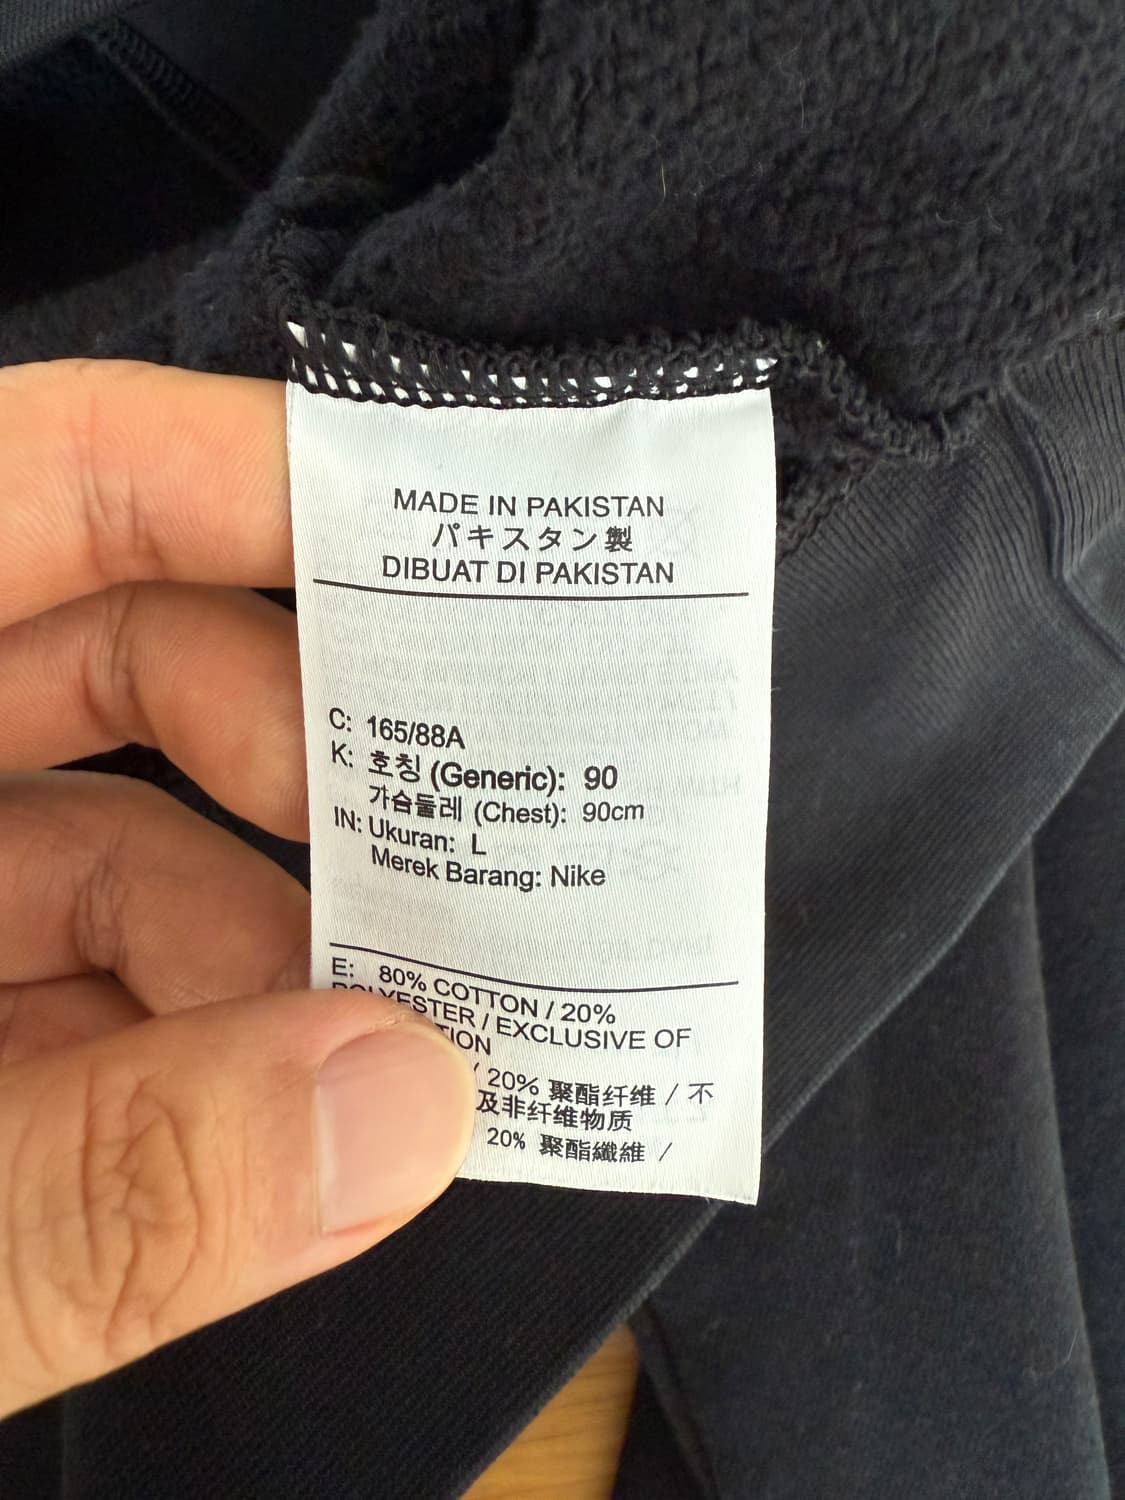 MADE IN PAKISTAN
パキスタン製
DIBUAT DI PAKISTAN
C: 165/88A
K: 호칭 (Generic): 90
가슴둘레 (Chest): 90cm
IN: Ukuran: L
Merek Barang: Nike
E: 80% COTTON / 20%
POLYESTER / EXCLUSIVE OF
/ 20% 聚酯纤维 / 不
及非纤维物质
20% 聚酯纖維 /